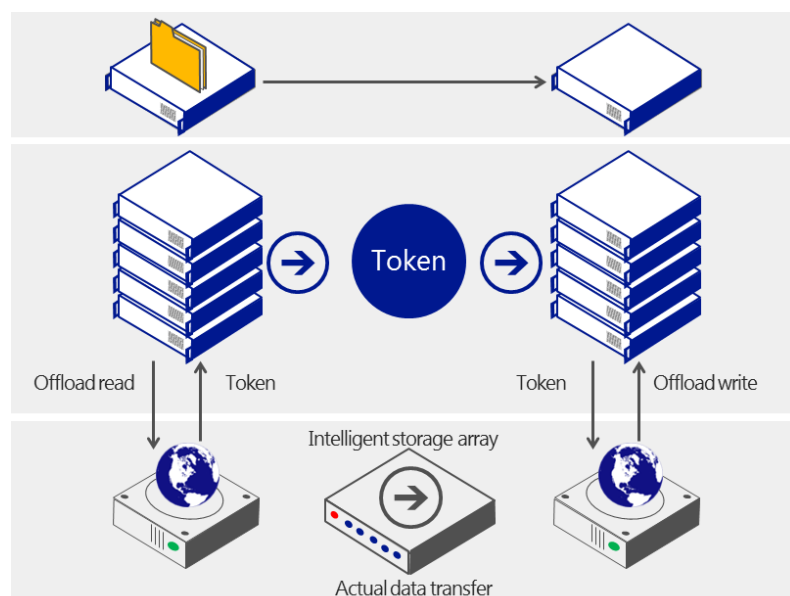 Token
Offload read
Token
Token
Offload write
Intelligent storage array
Actual data transfer